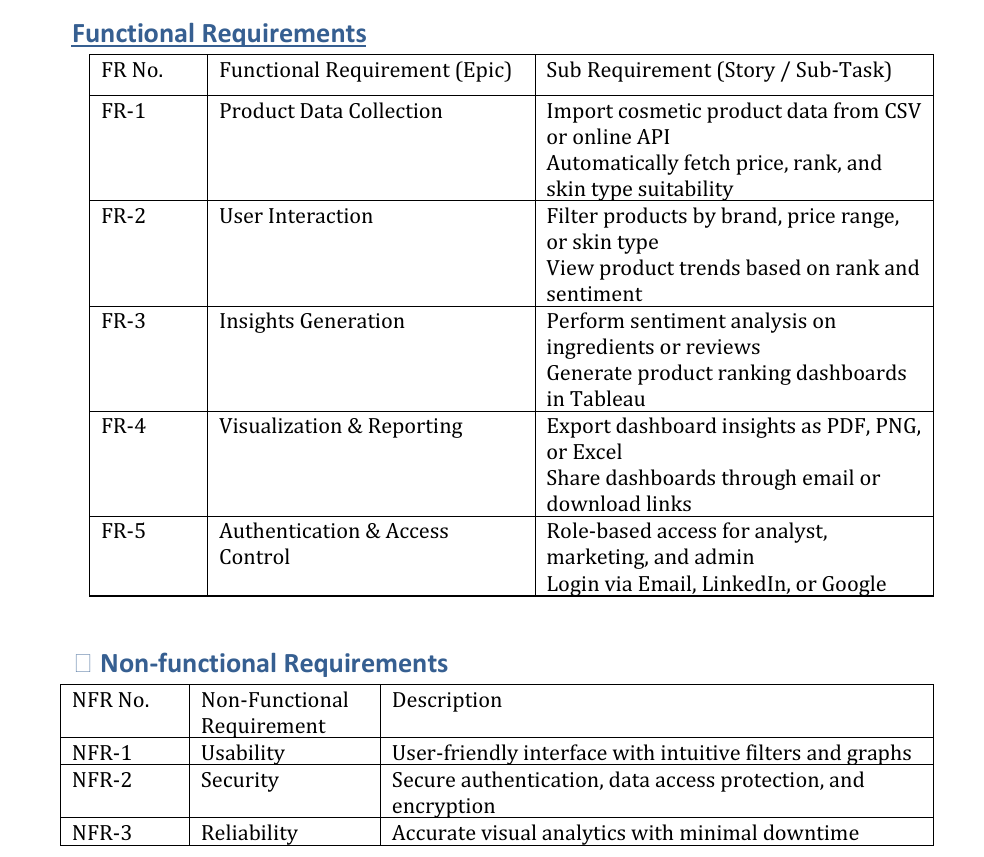 Functional Requirements
FR No. Functional Requirement (Epic) Sub Requirement (Story / Sub-Task)
FR-1 Product Data Collection Import cosmetic product data from CSV
or online API
Automatically fetch price, rank, and
skin type suitability
FR-2 User Interaction Filter products by brand, price range,
or skin type
View product trends based on rank and
sentiment
FR-3 Insights Generation Perform sentiment analysis on
ingredients or reviews
Generate product ranking dashboards
in Tableau
FR-4 Visualization & Reporting Export dashboard insights as PDF, PNG,
or Excel
Share dashboards through email or
download links
FR-5 Authentication & Access Role-based access for analyst,
Control marketing, and admin
Login via Email, LinkedIn, or Google
Non-functional Requirements
NFR No. Non-Functional Description
Requirement
NFR-1 Usability User-friendly interface with intuitive filters and graphs
NFR-2 Security Secure authentication, data access protection, and
encryption
NFR-3 Reliability Accurate visual analytics with minimal downtime